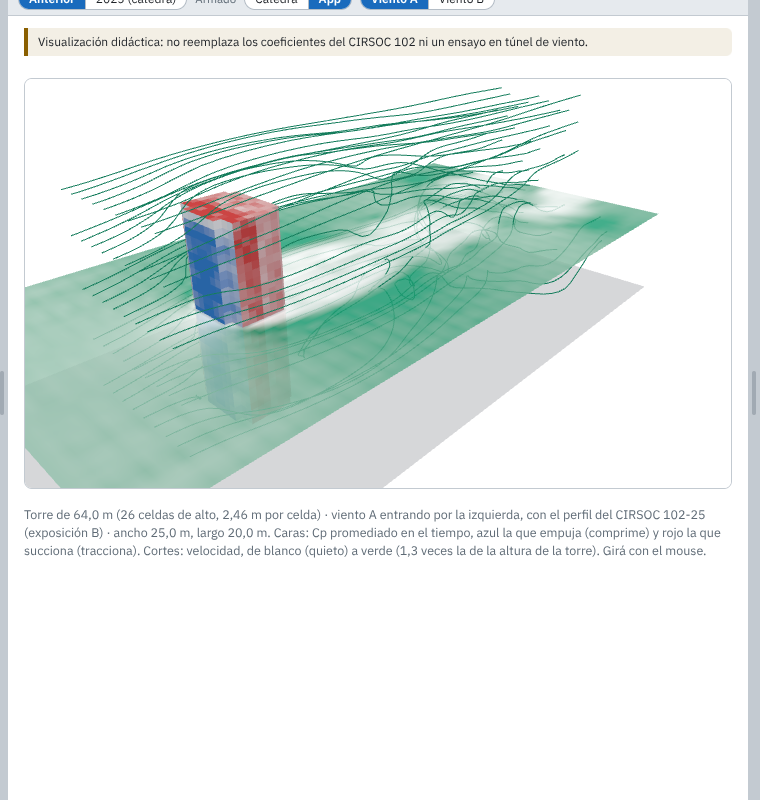 Anterior 2025 (cátedra) Armado Cátedra App Viento A Viento B
Visualización didáctica: no reemplaza los coeficientes del CIRSOC 102 ni un ensayo en túnel de viento.
Torre de 64,0 m (26 celdas de alto, 2,46 m por celda) · viento A entrando por la izquierda, con el perfil del CIRSOC 102-25
(exposición B) · ancho 25,0 m, largo 20,0 m. Caras: Cp promediado en el tiempo, azul la que empuja (comprime) y rojo la que
succiona (tracciona). Cortes: velocidad, de blanco (quieto) a verde (1,3 veces la de la altura de la torre). Girá con el mouse.